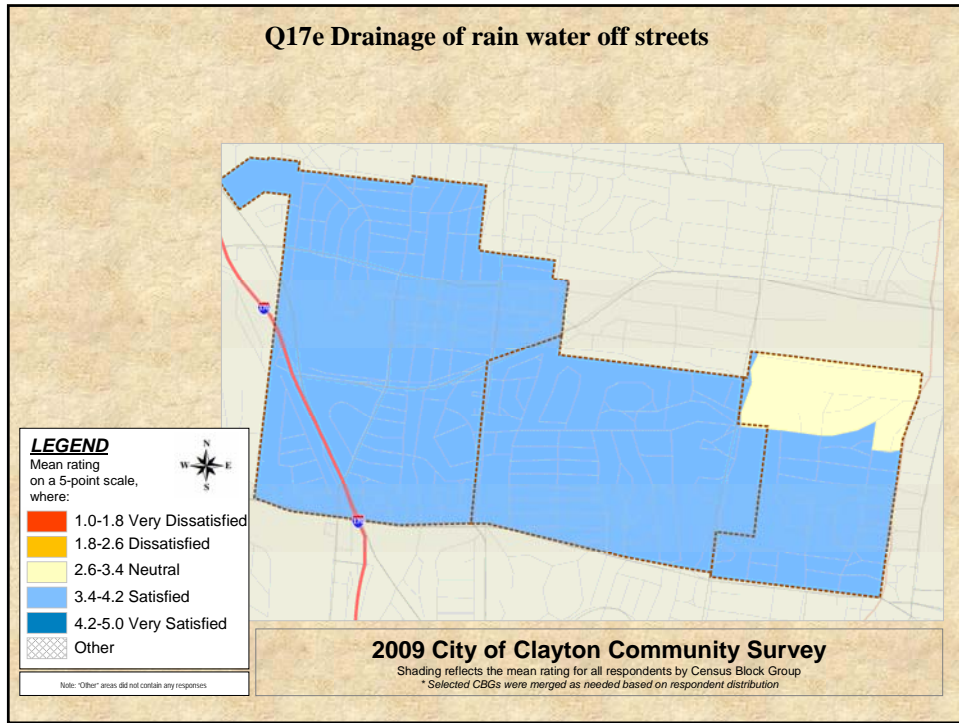 Q17e Drainage of rain water off streets
LEGEND
Mean rating
on a 5-point scale,
where:
N
W E
S
1.0-1.8 Very Dissatisfied
1.8-2.6 Dissatisfied
2.6-3.4 Neutral
3.4-4.2 Satisfied
4.2-5.0 Very Satisfied
Other
Note: "Other" areas did not contain any responses
2009 City of Clayton Community Survey
Shading reflects the mean rating for all respondents by Census Block Group
* Selected CBGs were merged as needed based on respondent distribution